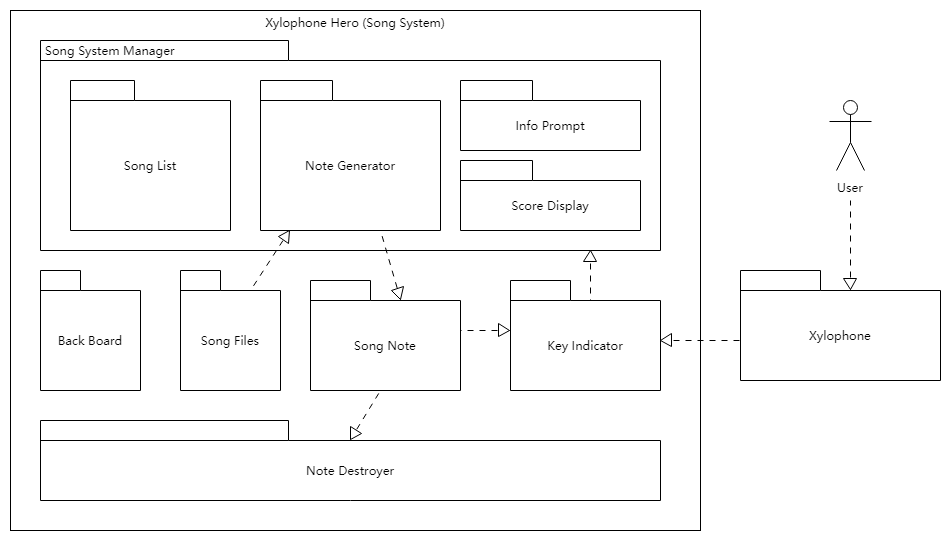 Xylophone Hero (Song System)
Song System Manager
Song List
Note Generator
Info Prompt
Score Display
User
Back Board
Song Files
Song Note
Key Indicator
Xylophone
Note Destroyer